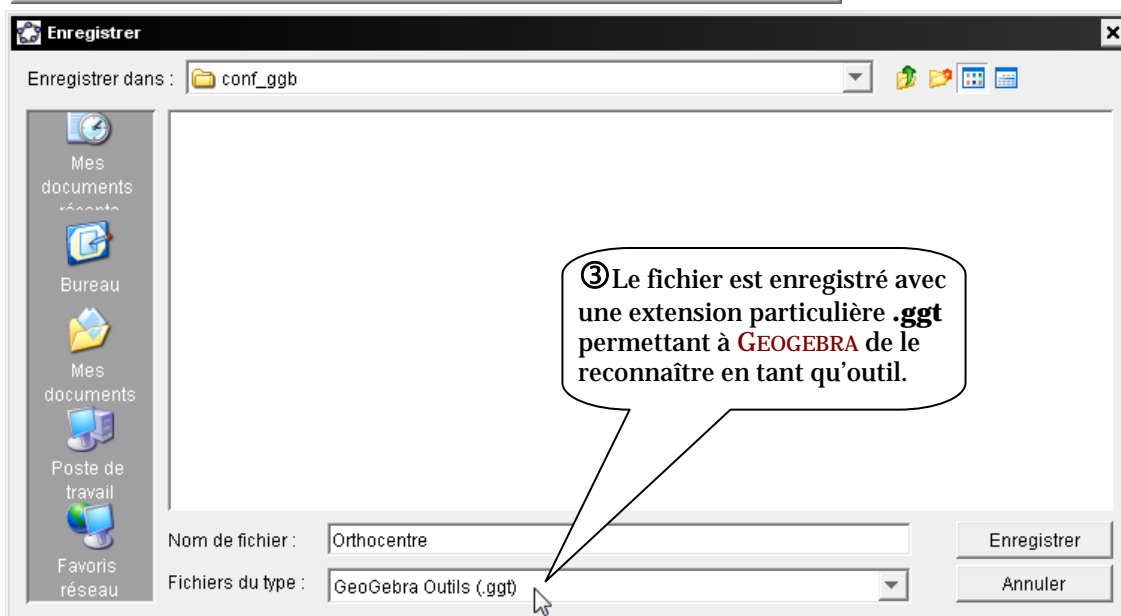 Enregistrer
Enregistrer dans : conf_ggb
Mes
documents
récents
Bureau
Mes
documents
Poste de
travail
Favoris
réseau
③Le fichier est enregistré avec
une extension particulière .ggt
permettant à GEOGEBRA de le
reconnaître en tant qu’outil.
Nom de fichier : Orthocentre
Enregistrer
Fichiers du type : GeoGebra Outils (.ggt)
Annuler